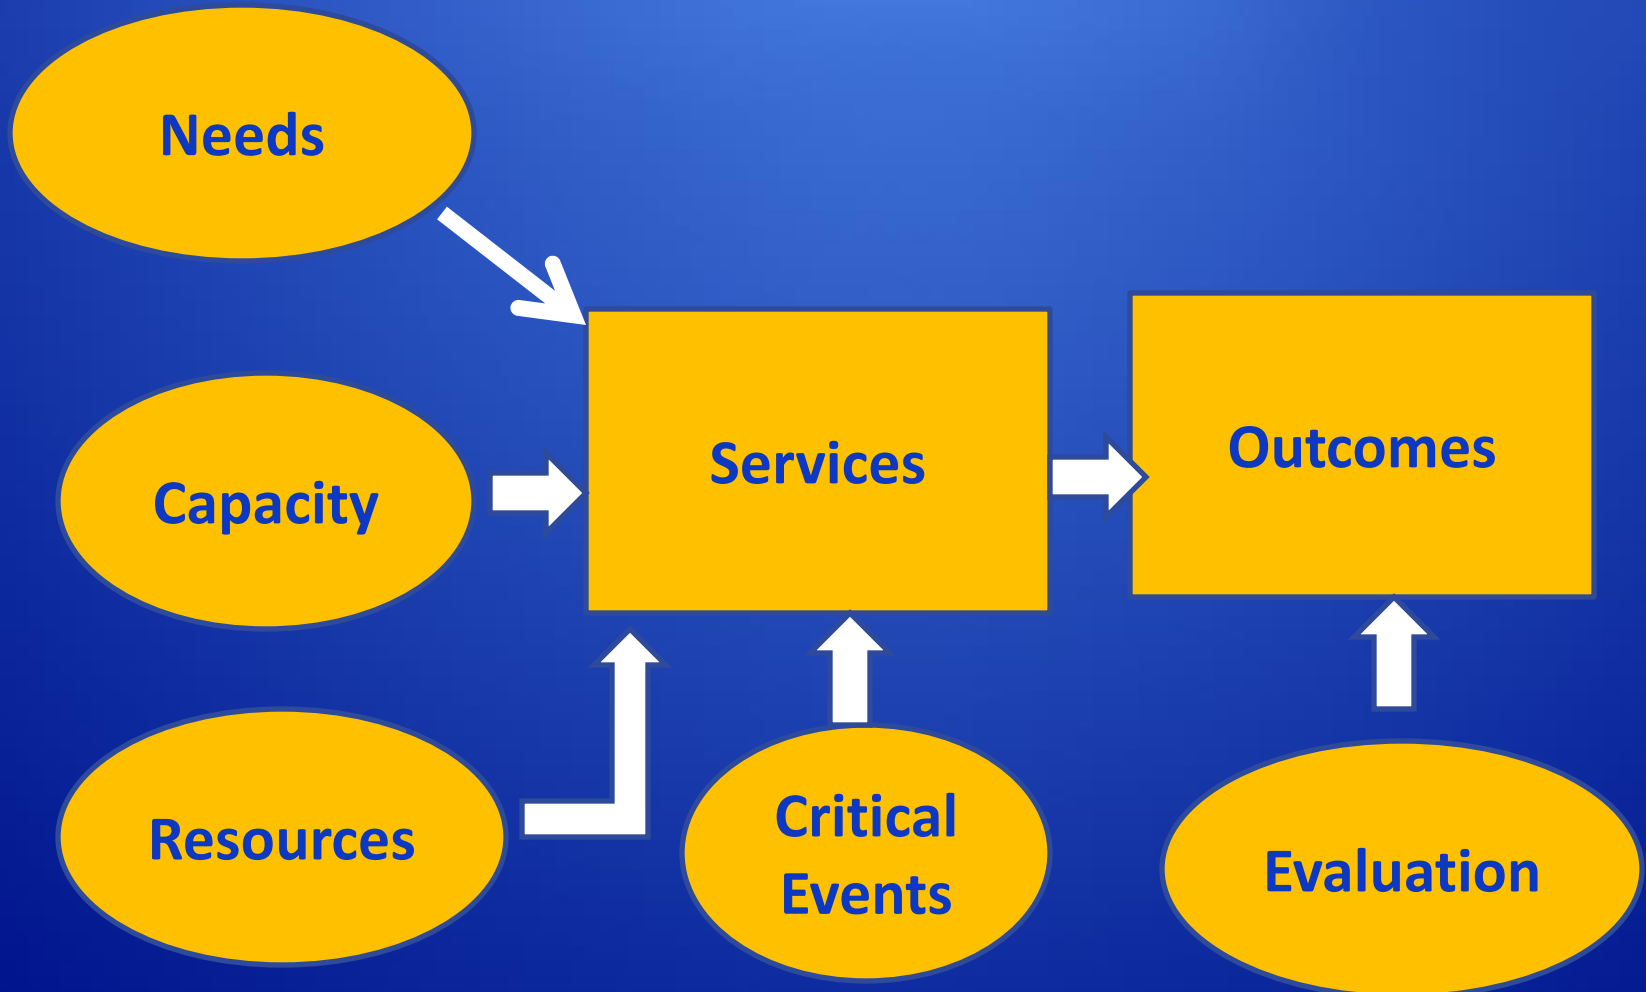 Needs
Services
Outcomes
Capacity
Resources
Critical
Events
Evaluation